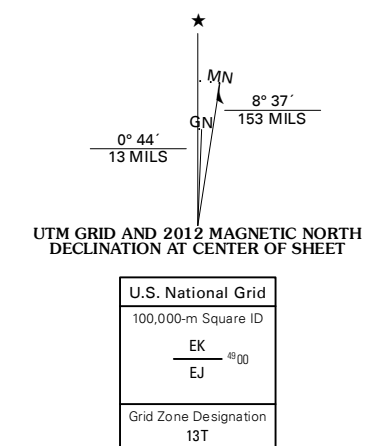 ★
MN
GN
8° 37´
153 MILS
0° 44´
13 MILS
UTM GRID AND 2012 MAGNETIC NORTH
DECLINATION AT CENTER OF SHEET
U.S. National Grid
100,000-m Square ID
EK
4900
EJ
Grid Zone Designation
13T